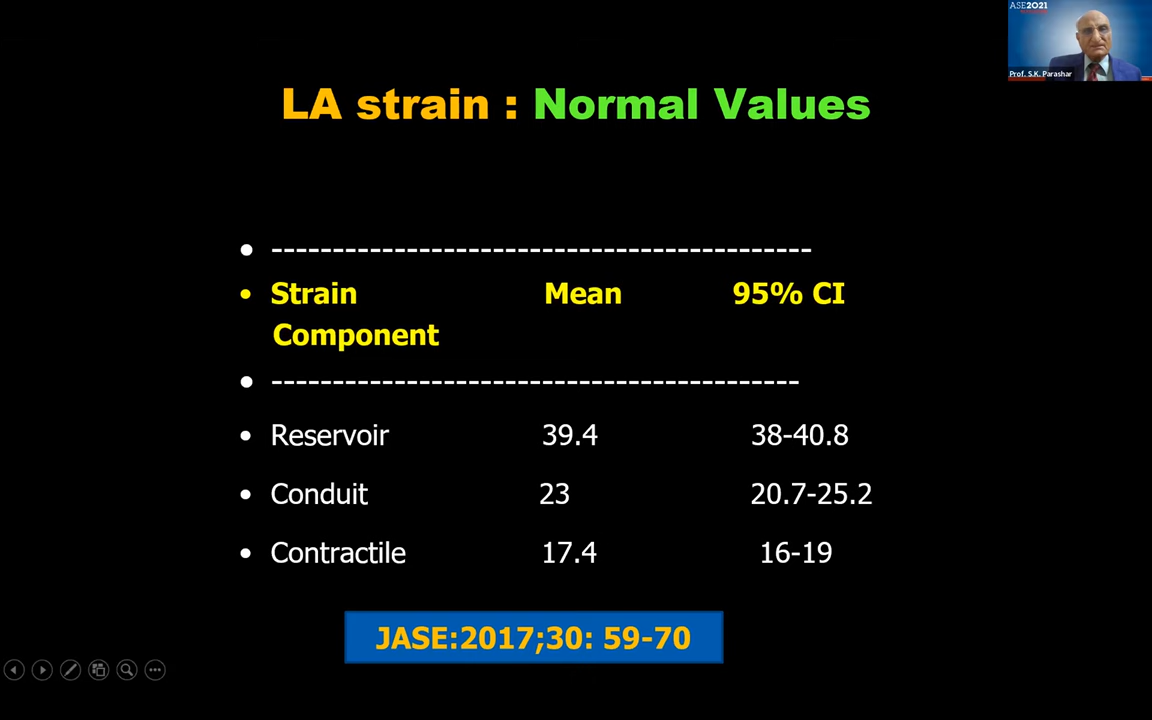 ASE2021
Prof. S.K. Parashar
LA strain : Normal Values
• --------------------------------------------
• Strain Mean 95% CI
Component
• -------------------------------------------
• Reservoir 39.4 38-40.8
• Conduit 23 20.7-25.2
• Contractile 17.4 16-19
JASE:2017;30: 59-70